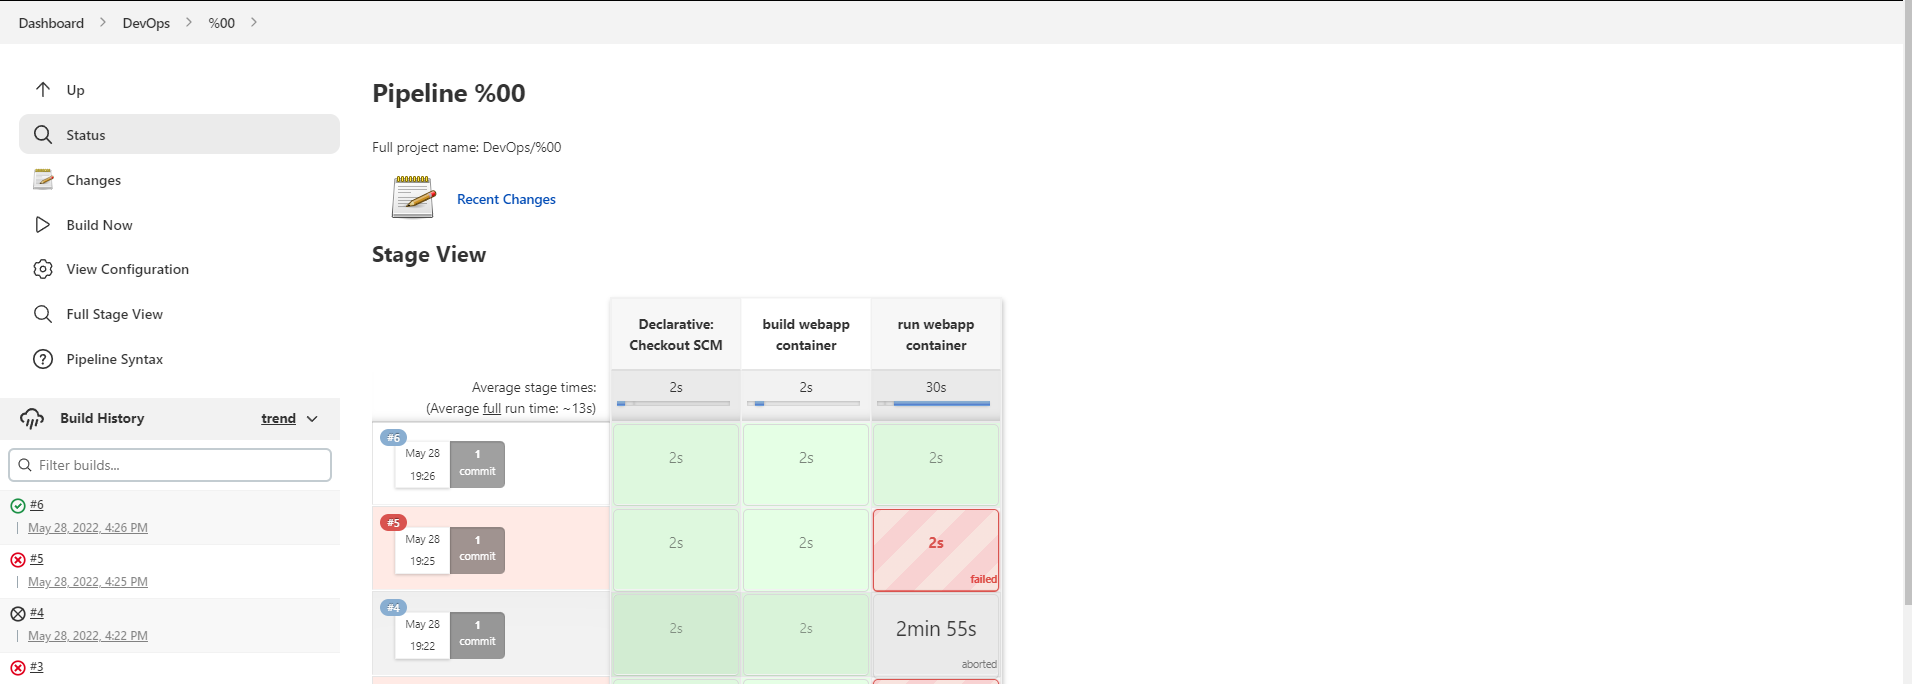 Dashboard
DevOps
%00
Up
Status
Changes
Build Now
View Configuration
Full Stage View
Pipeline Syntax
Build History
trend
Filter builds...
#6
May 28, 2022, 4:26 PM
#5
May 28, 2022, 4:25 PM
#4
May 28, 2022, 4:22 PM
#3
Pipeline %00
Full project name: DevOps/%00
Recent Changes
Stage View
Declarative:
Checkout SCM
build webapp
container
run webapp
container
Average stage times:
(Average full run time: ~13s)
2s
2s
30s
#6
May 28
19:26
1
commit
2s
2s
2s
#5
May 28
19:25
1
commit
2s
2s
2s
failed
#4
May 28
19:22
1
commit
2s
2s
2min 55s
aborted